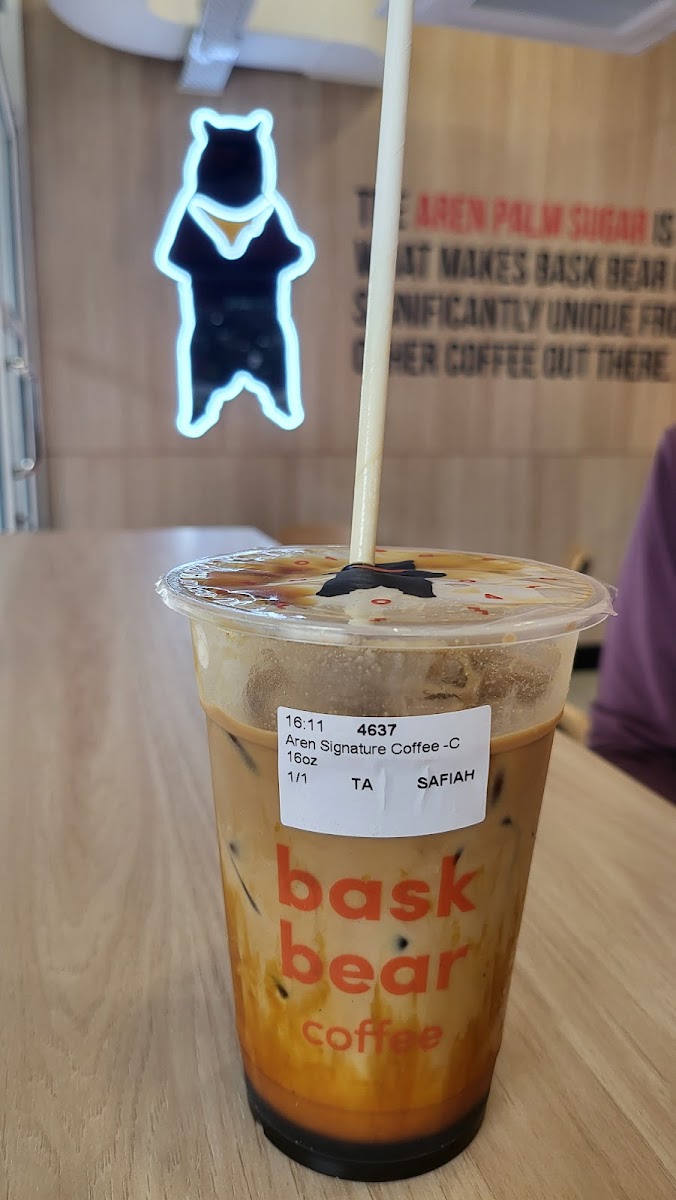 AREN PALM SUGAR IS
WHAT MAKES BASK BEAR
SIGNIFICANTLY UNIQUE FRO
OTHER COFFEE OUT THERE.
16:11 4637
Aren Signature Coffee -C
16oz
1/1 TA SAFIAH
bask
bear
coffee